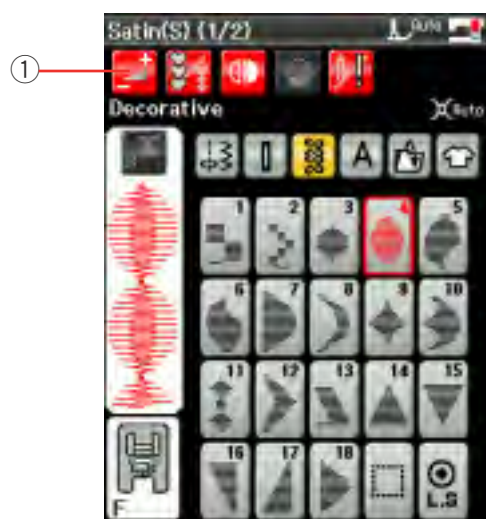 Satin(S) (1/2) Auto
①
Decorative Auto
A
1 2 3 4 5
6 7 8 9 10
11 12 13 14 15
16 17 18
F L.S